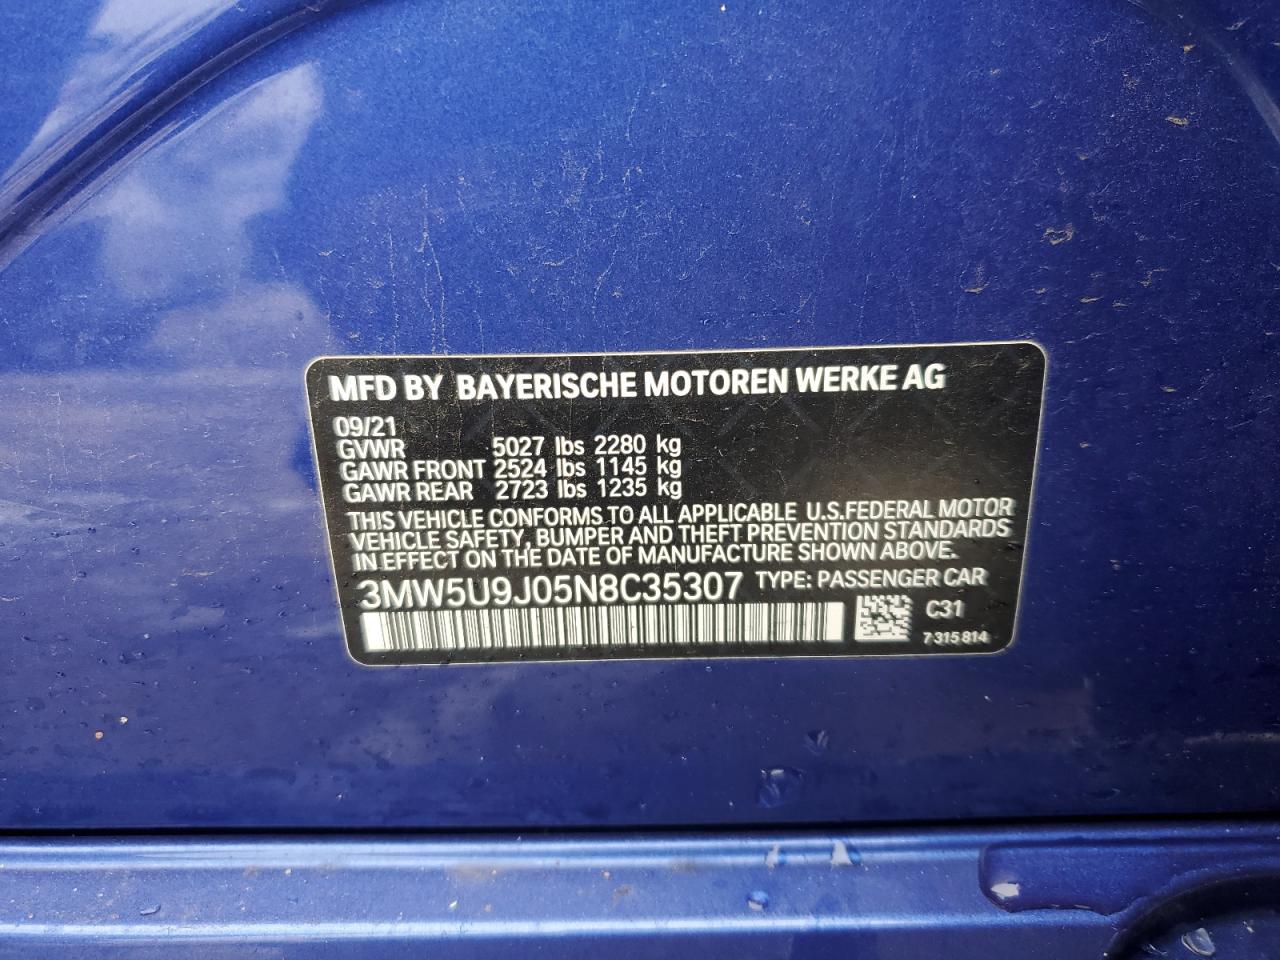 MFD BY BAYERISCHE MOTOREN WERKE AG
09/21
GVWR 5027 lbs 2280 kg
GAWR FRONT 2524 lbs 1145 kg
GAWR REAR 2723 lbs 1235 kg
THIS VEHICLE CONFORMS TO ALL APPLICABLE U.S.FEDERAL MOTOR
VEHICLE SAFETY, BUMPER AND THEFT PREVENTION STANDARDS
IN EFFECT ON THE DATE OF MANUFACTURE SHOWN ABOVE.
3MW5U9J05N8C35307 TYPE: PASSENGER CAR
C31
7 315 814